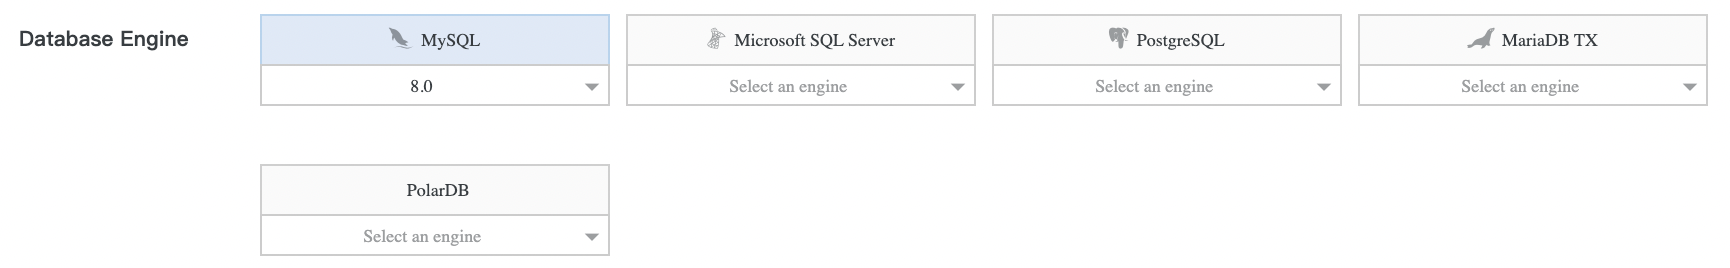 Database Engine
MySQL
Microsoft SQL Server
PostgreSQL
MariaDB TX
8.0
Select an engine
Select an engine
Select an engine
PolarDB
Select an engine